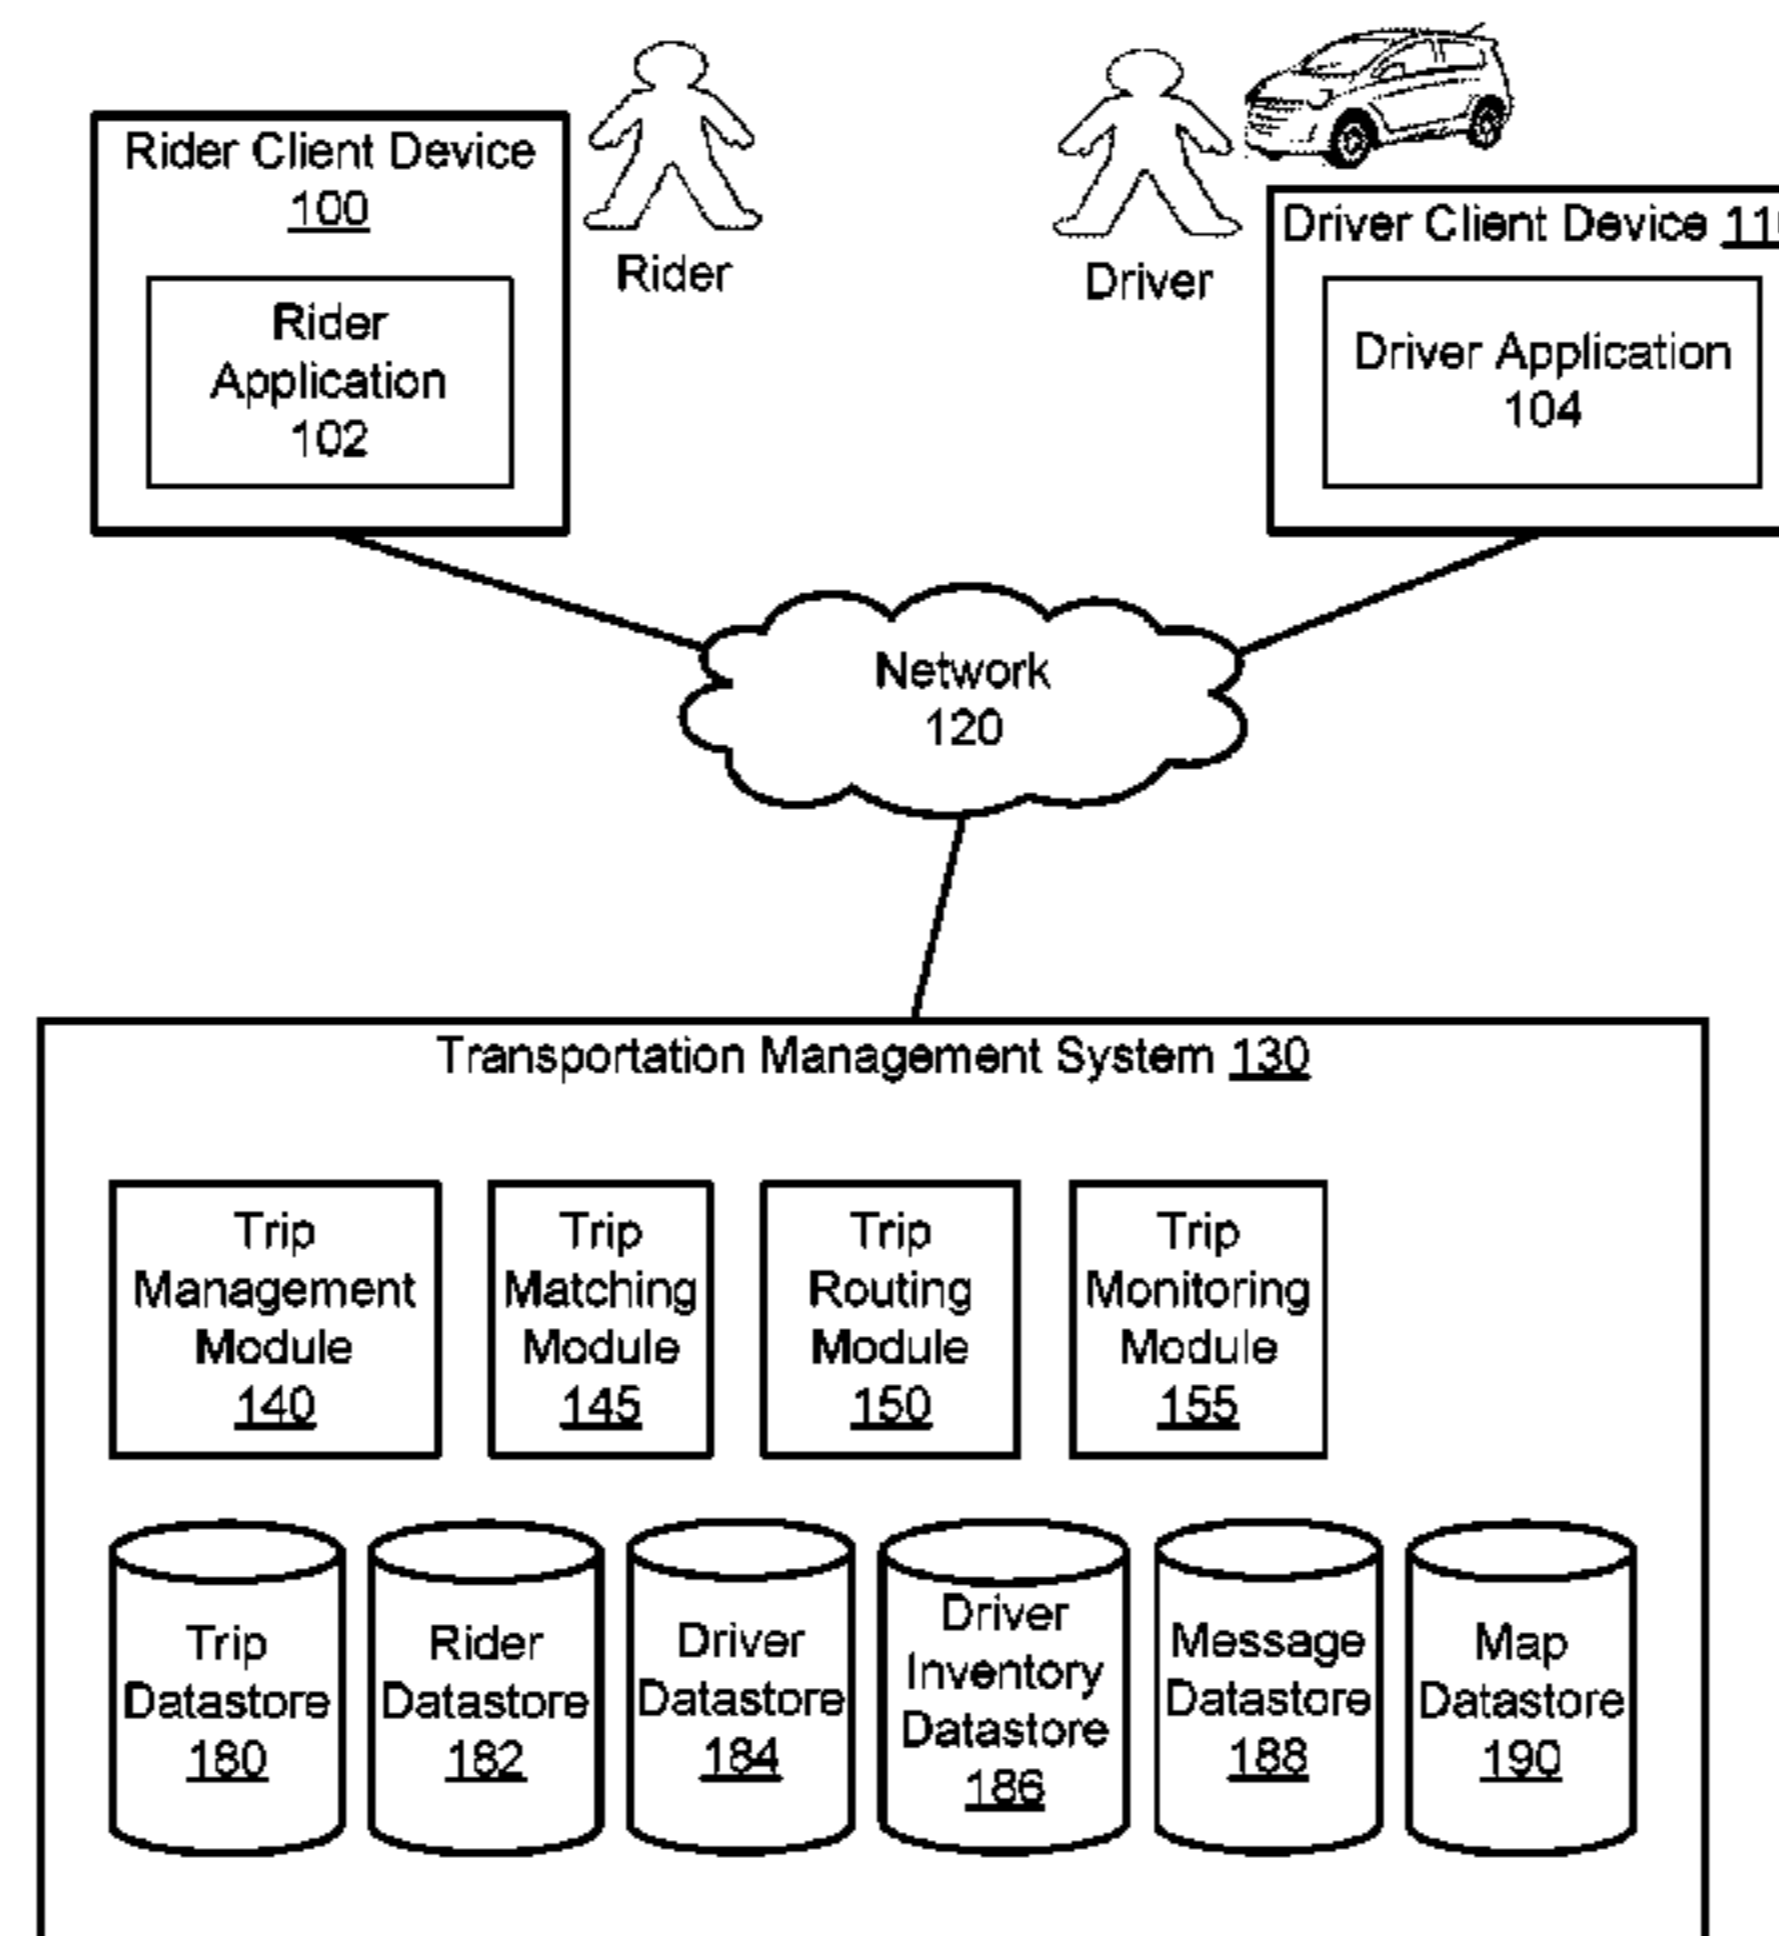 Rider Client Device
100
Rider
Application
102
Rider
Driver
Driver Client Device
Driver Application
104
Network
120
Transportation Management System 130
Trip
Management
Module
140
Trip
Matching
Module
145
Trip
Routing
Module
150
Trip
Monitoring
Module
155
Trip
Datastore
180
Rider
Datastore
182
Driver
Datastore
184
Driver
Inventory
Datastore
186
Message
Datastore
188
Map
Datastore
190